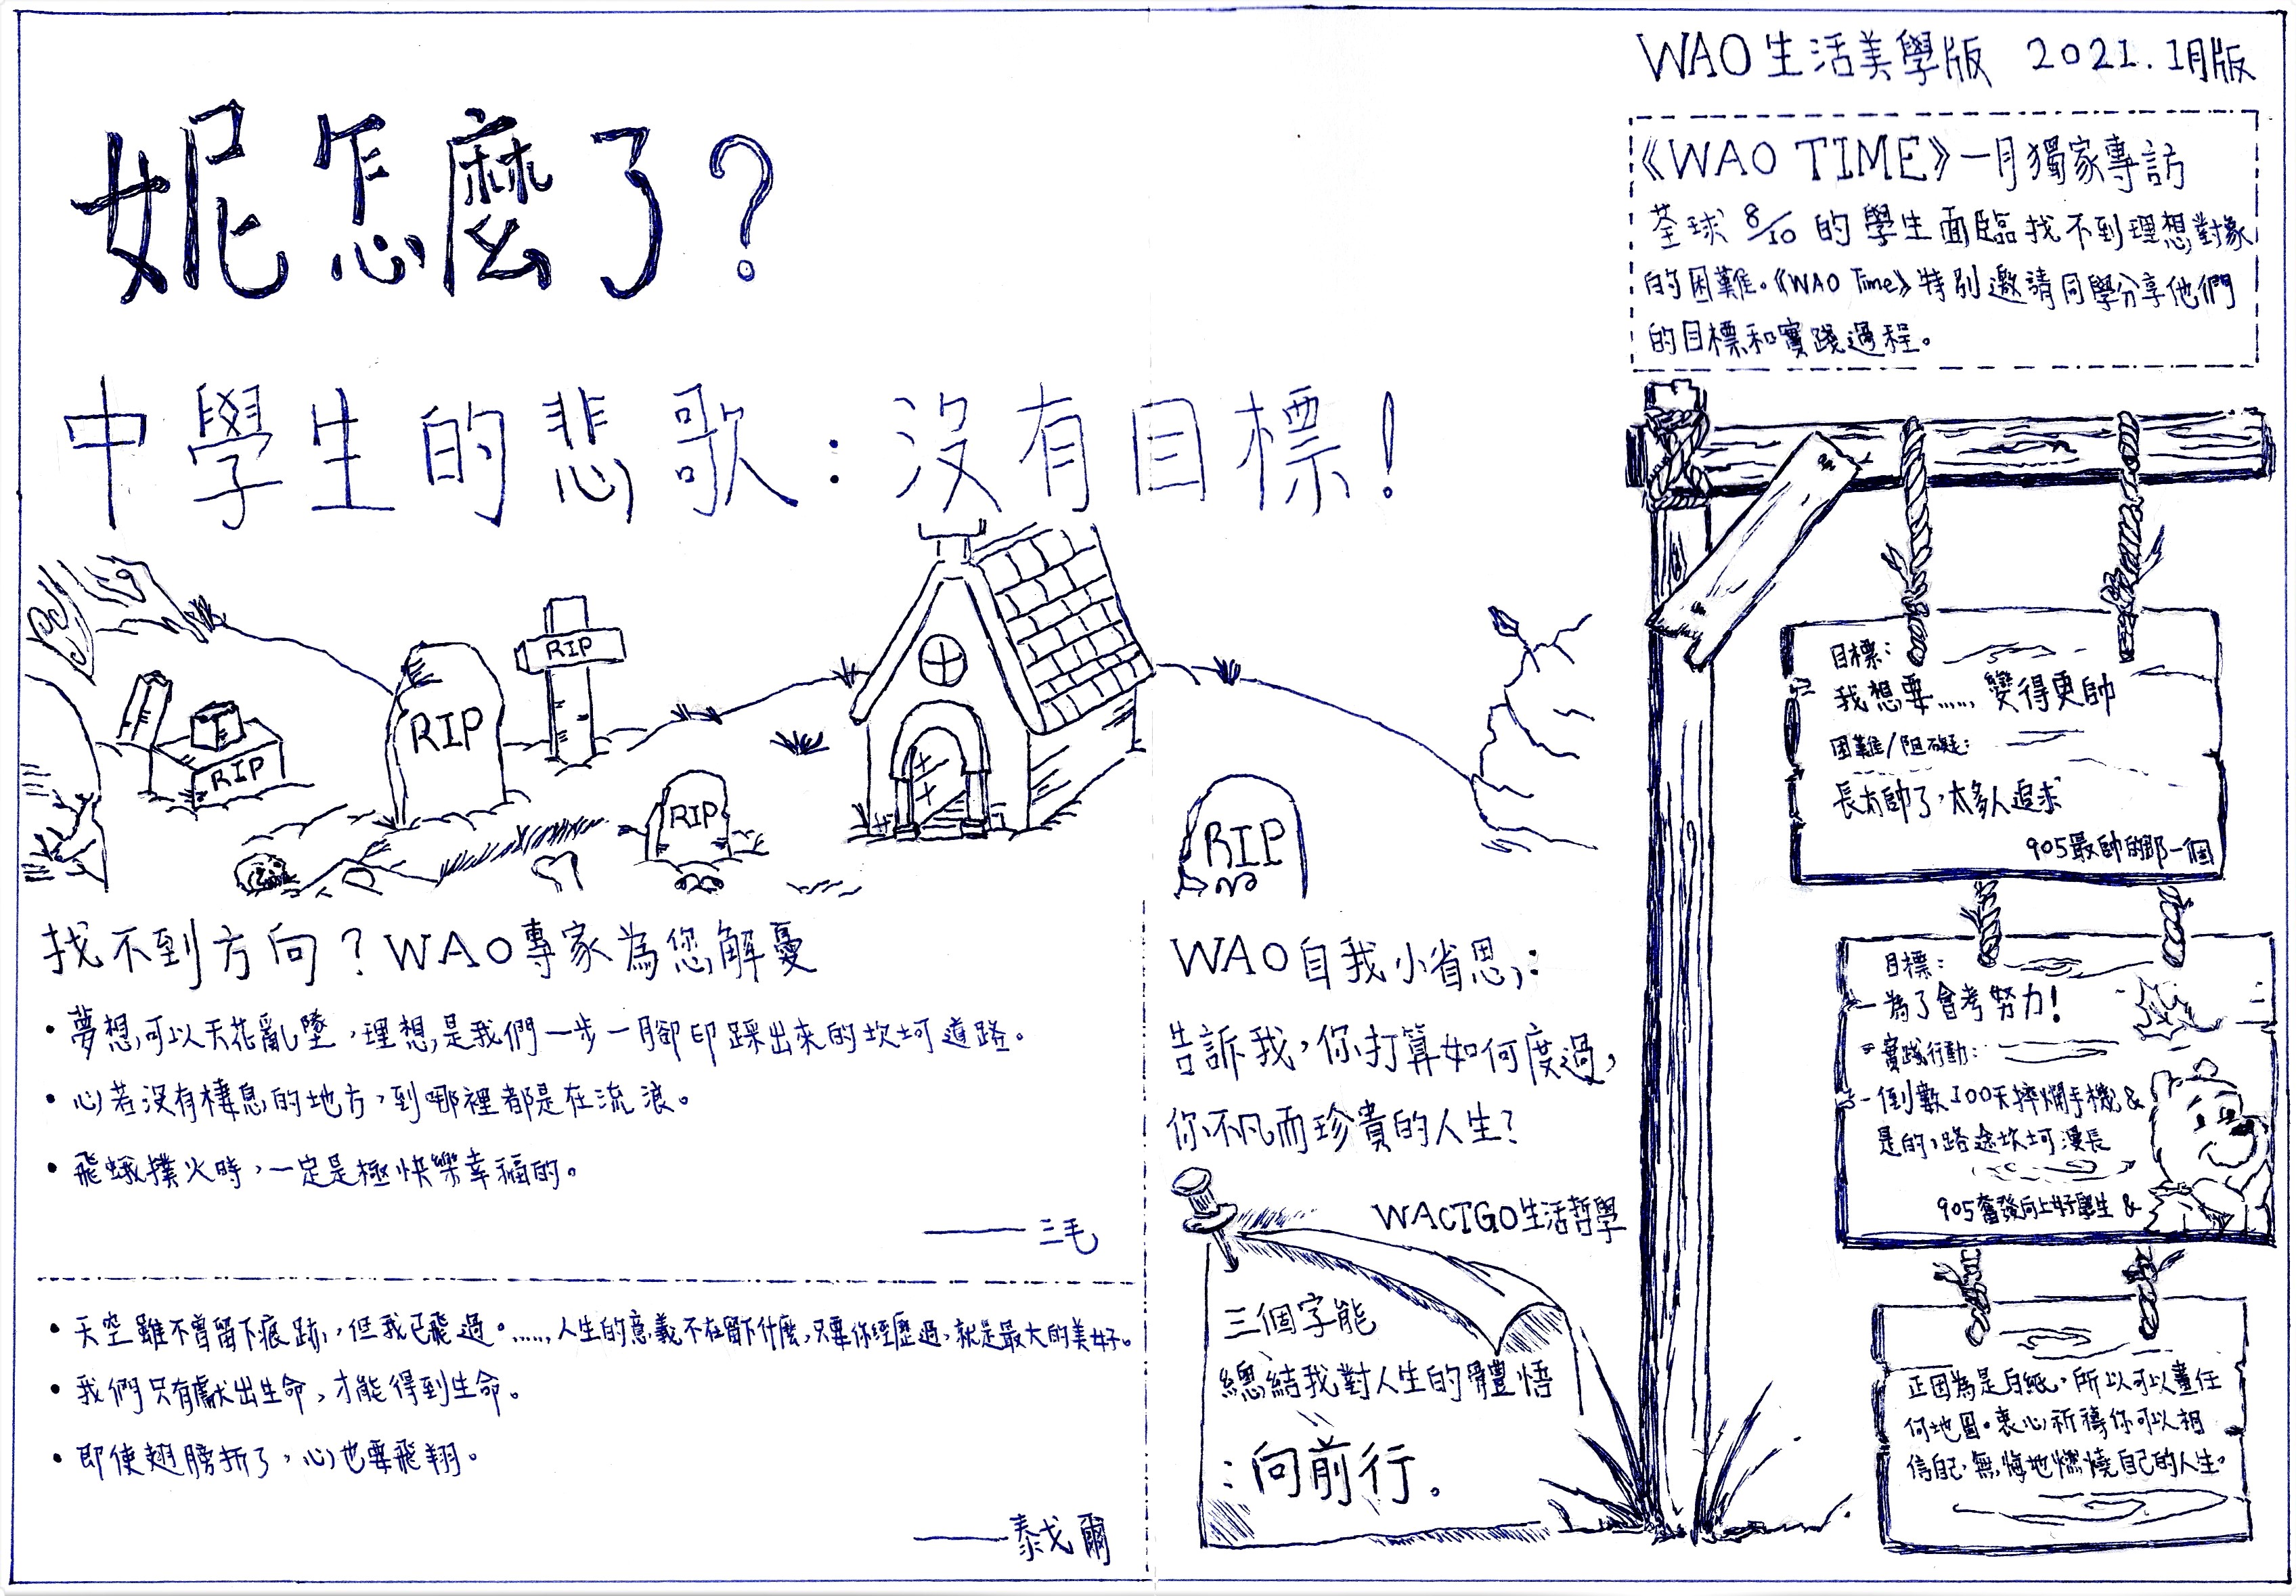 WAO生活美學版 2021.1月版
妮怎麼了？
中學生的悲歌：沒有目標！
《WAO TIME》一月獨家專訪
荃球8/10的學生面臨找不到理想對象
的困難。《WAO Time》特別邀請同學分享他們
的目標和實踐過程。
RIP
RIP
RIP
RIP
RIP
找不到方向？WAO專家為您解憂
• 夢想可以天花亂墜，理想是我們一步一腳印踩出來的坎坷道路。
• 心若沒有棲息的地方，到哪裡都是在流浪。
• 飛蛾撲火時，一定是極快樂幸福的。
——三毛
• 天空雖不曾留下痕跡，但我已飛過。......人生的意義不在留下什麼，只要你經歷過，就是最大的美好。
• 我們只有獻出生命，才能得到生命。
• 即使翅膀折了，心也要飛翔。
——泰戈爾
WAO自我小省思：
告訴我，你打算如何度過，
你不凡而珍貴的人生？
WACTGO生活哲學
三個字能
總結我對人生的體悟
：向前行。
目標：
我想要......變得更帥
困難/阻礙：
長太帥了，太多人追求
905最帥的那一個
目標：
為了會考努力！
實踐行動：
-倒數100天摔爛手機&
是的，路途坎坷漫長
905奮發向上好學生&
正因為是白紙，所以可以畫任
何地圖。衷心祈禱你可以相
信自己，無悔地燃燒自己的人生。